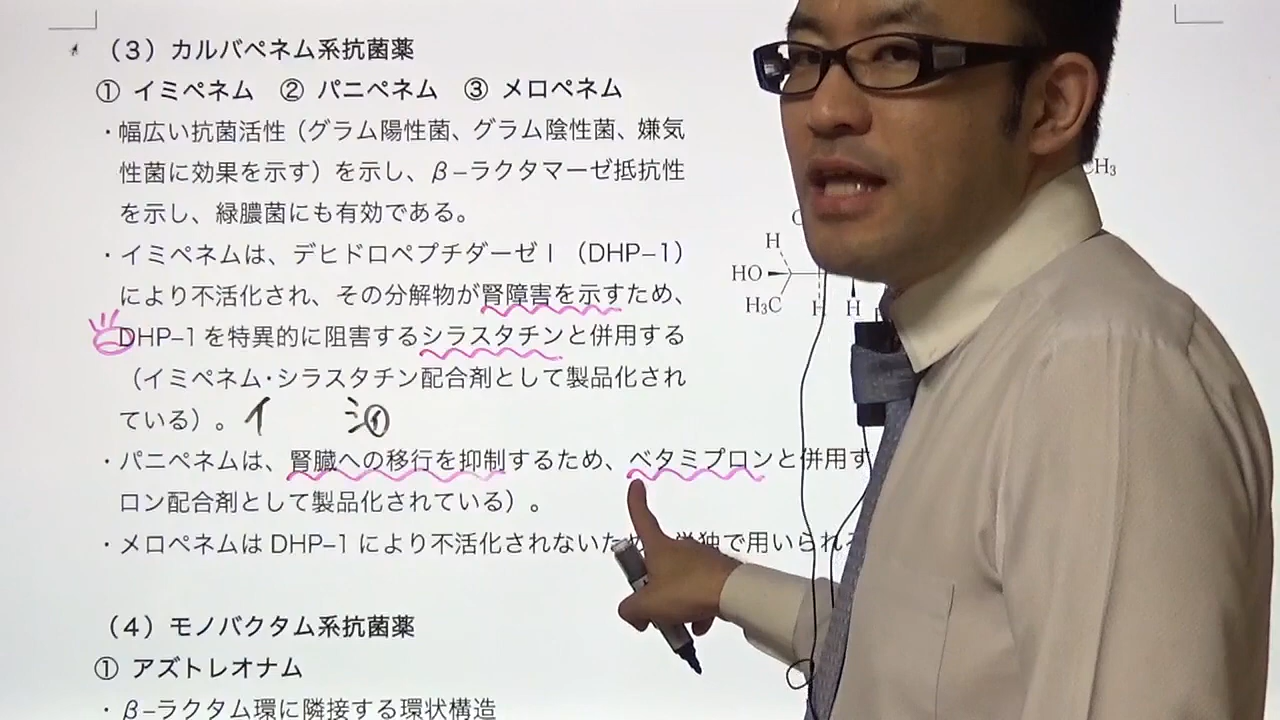 （3）カルバペネム系抗菌薬
① イミペネム ② パニペネム ③ メロペネム
・幅広い抗菌活性（グラム陽性菌、グラム陰性菌、嫌気
性菌に効果を示す）を示し、β−ラクタマーゼ抵抗性
を示し、緑膿菌にも有効である。
・イミペネムは、デヒドロペプチダーゼⅠ（DHP−1）
により不活化され、その分解物が腎障害を示すため、
DHP−1を特異的に阻害するシラスタチンと併用する
（イミペネム・シラスタチン配合剤として製品化され
ている）。イ
・パニペネムは、腎臓への移行を抑制するため、ベタミプロンと併用す
ロン配合剤として製品化されている）。
・メロペネムは DHP−1 により不活化されないため 単独で用いられる
（4）モノバクタム系抗菌薬
① アズトレオナム
・β−ラクタム環に隣接する環状構造
CH3
H
HO
H3C
H
H